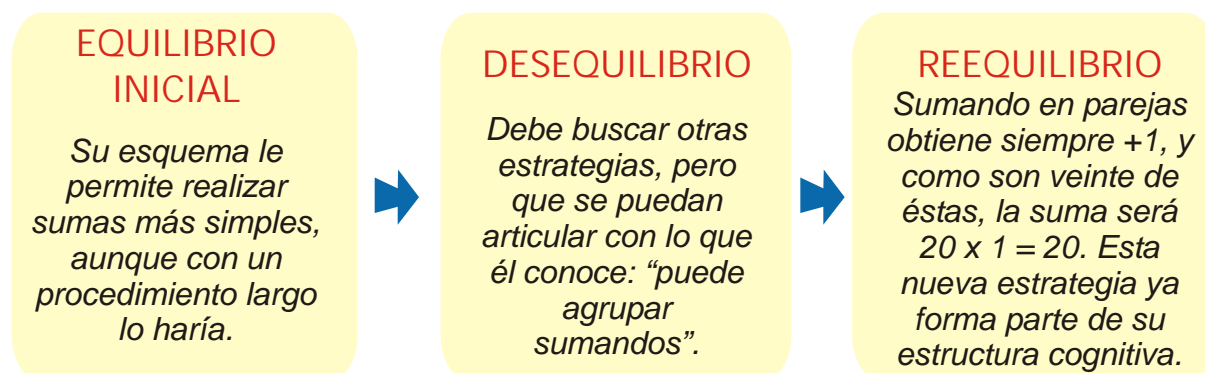 EQUILIBRIO
INICIAL
Su esquema le
permite realizar
sumas más simples,
aunque con un
procedimiento largo
lo haría.
DESEQUILIBRIO
Debe buscar otras
estrategias, pero
que se puedan
articular con lo que
él conoce: “puede
agrupar
sumandos”.
REEQUILIBRIO
Sumando en parejas
obtiene siempre +1, y
como son veinte de
éstas, la suma será
20 x 1 = 20. Esta
nueva estrategia ya
forma parte de su
estructura cognitiva.